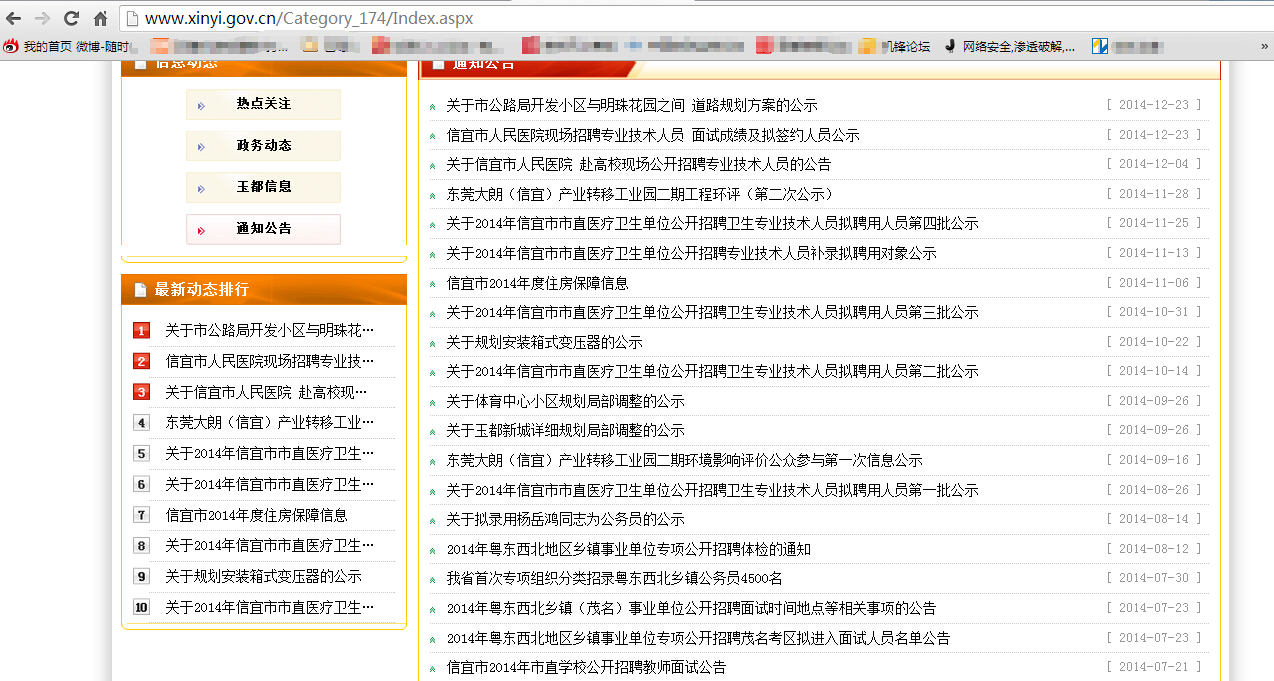 www.xinyi.gov.cn/Category_174/Index.aspx
我的首页 微博-随时
机锋论坛
网络安全,渗透破解,...
»
信息动态
热点关注
政务动态
玉都信息
通知公告
最新动态排行
1 关于市公路局开发小区与明珠花…
2 信宜市人民医院现场招聘专业技…
3 关于信宜市人民医院 赴高校现…
4 东莞大朗（信宜）产业转移工业…
5 关于2014年信宜市市直医疗卫生…
6 关于2014年信宜市市直医疗卫生…
7 信宜市2014年度住房保障信息
8 关于2014年信宜市市直医疗卫生…
9 关于规划安装箱式变压器的公示
10 关于2014年信宜市市直医疗卫生…
通知公告
关于市公路局开发小区与明珠花园之间 道路规划方案的公示 [ 2014-12-23 ]
信宜市人民医院现场招聘专业技术人员 面试成绩及拟签约人员公示 [ 2014-12-23 ]
关于信宜市人民医院 赴高校现场公开招聘专业技术人员的公告 [ 2014-12-04 ]
东莞大朗（信宜）产业转移工业园二期工程环评（第二次公示） [ 2014-11-28 ]
关于2014年信宜市市直医疗卫生单位公开招聘卫生专业技术人员拟聘用人员第四批公示 [ 2014-11-25 ]
关于2014年信宜市市直医疗卫生单位公开招聘专业技术人员补录拟聘用对象公示 [ 2014-11-13 ]
信宜市2014年度住房保障信息 [ 2014-11-06 ]
关于2014年信宜市市直医疗卫生单位公开招聘卫生专业技术人员拟聘用人员第三批公示 [ 2014-10-31 ]
关于规划安装箱式变压器的公示 [ 2014-10-22 ]
关于2014年信宜市市直医疗卫生单位公开招聘卫生专业技术人员拟聘用人员第二批公示 [ 2014-10-14 ]
关于体育中心小区规划局部调整的公示 [ 2014-09-26 ]
关于玉都新城详细规划局部调整的公示 [ 2014-09-26 ]
东莞大朗（信宜）产业转移工业园二期环境影响评价公众参与第一次信息公示 [ 2014-09-16 ]
关于2014年信宜市市直医疗卫生单位公开招聘卫生专业技术人员拟聘用人员第一批公示 [ 2014-08-26 ]
关于拟录用杨岳鸿同志为公务员的公示 [ 2014-08-14 ]
2014年粤东西北地区乡镇事业单位专项公开招聘体检的通知 [ 2014-08-12 ]
我省首次专项组织分类招录粤东西北乡镇公务员4500名 [ 2014-07-30 ]
2014年粤东西北乡镇（茂名）事业单位公开招聘面试时间地点等相关事项的公告 [ 2014-07-23 ]
2014年粤东西北地区乡镇事业单位专项公开招聘茂名考区拟进入面试人员名单公告 [ 2014-07-23 ]
信宜市2014年市直学校公开招聘教师面试公告 [ 2014-07-21 ]